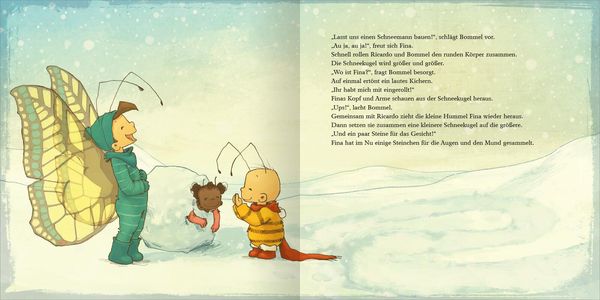 „Lasst uns einen Schneemann bauen!“, schlägt Bommel vor.
„Au ja, au ja!“, freut sich Fina.
Schnell rollen Ricardo und Bommel den runden Körper zusammen.
Die Schneekugel wird größer und größer.
„Wo ist Fina?“, fragt Bommel besorgt.
Auf einmal ertönt ein lautes Kichern.
„Ihr habt mich mit eingerollt!“
Finas Kopf und Arme schauen aus der Schneekugel heraus.
„Ups!“, lacht Bommel.
Gemeinsam mit Ricardo zieht die kleine Hummel Fina wieder heraus.
Dann setzen sie zusammen eine kleinere Schneekugel auf die größere.
„Und ein paar Steine für das Gesicht!“
Fina hat im Nu einige Steinchen für die Augen und den Mund gesammelt.